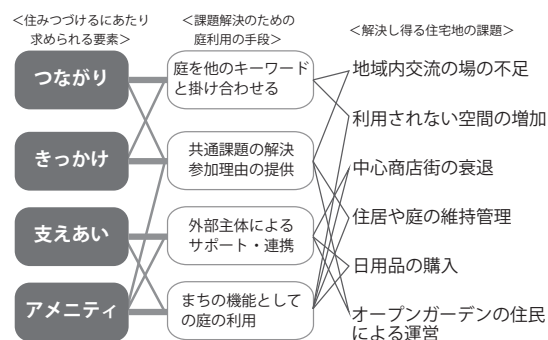 ＜住みつづけるにあたり
求められる要素＞
＜課題解決のための
庭利用の手段＞
＜解決し得る住宅地の課題＞
つながり
きっかけ
支えあい
アメニティ
庭を他のキーワード
と掛け合わせる
共通課題の解決
参加理由の提供
外部主体による
サポート・連携
まちの機能として
の庭の利用
地域内交流の場の不足
利用されない空間の増加
中心商店街の衰退
住居や庭の維持管理
日用品の購入
オープンガーデンの住民
による運営